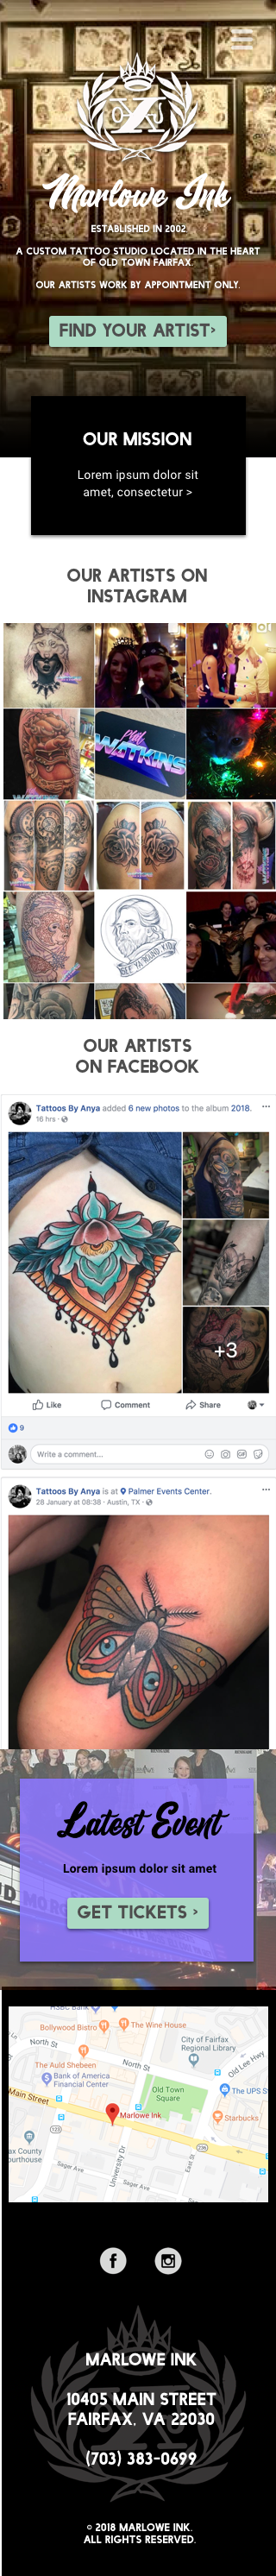 Marlowe Ink
ESTABLISHED IN 2002
A CUSTOM TATTOO STUDIO LOCATED IN THE HEART
OF OLD TOWN FAIRFAX.
OUR ARTISTS WORK BY APPOINTMENT ONLY.
FIND YOUR ARTIST>
OUR MISSION
Lorem ipsum dolor sit
amet, consectetur >
OUR ARTISTS ON
INSTAGRAM
WATKINS
OUR ARTISTS
ON FACEBOOK
Tattoos By Anya added 6 new photos to the album 2018.
16 hrs ·
+3
Like Comment Share
9
Write a comment...
Tattoos By Anya is at Palmer Events Center.
28 January at 08:38 · Austin, TX ·
Latest Event
Lorem ipsum dolor sit amet
GET TICKETS >
HSBC Bank
Bollywood Bistro
The Wine House
City of Fairfax
Regional Library
North St
The Auld Shebeen
North St
Old Lee Hwy
Bank of America
Financial Center
Old Town
Square
The UPS S
Main Street
Marlowe Ink
Starbucks
123
236
ax County
ourthouse
University Dr
East St
Sager Ave
Sager Ave
MARLOWE INK
10405 MAIN STREET
FAIRFAX, VA 22030
(703) 383-0699
© 2018 MARLOWE INK.
ALL RIGHTS RESERVED.